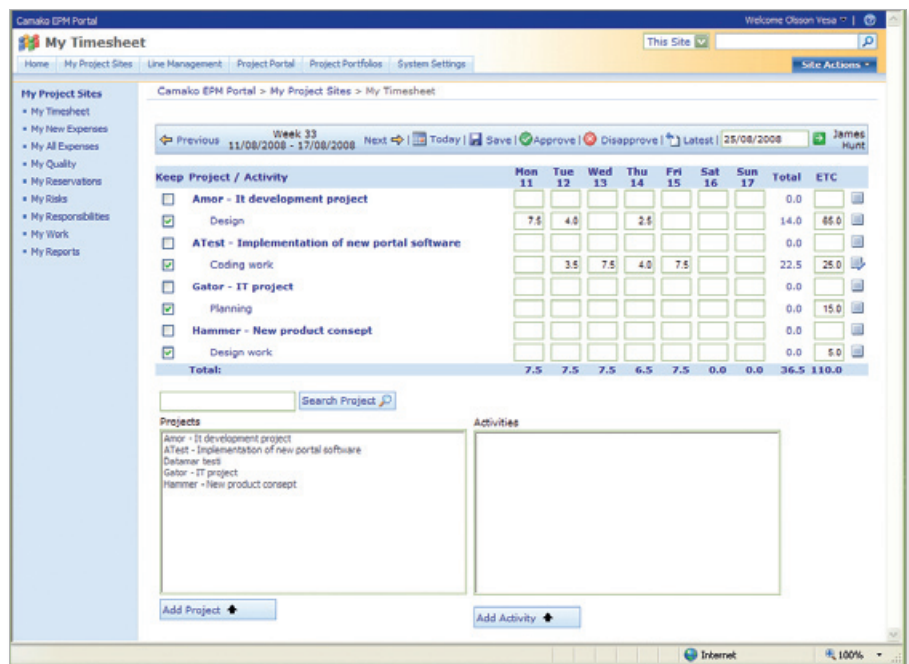 Camako EPM Portal Welcome Olsson Vesa
My Timesheet This Site
Home My Project Sites Line Management Project Portal Project Portfolios System Settings Site Actions
My Project Sites
My Timesheet
My New Expenses
My All Expenses
My Quality
My Reservations
My Risks
My Responsibilities
My Work
My Reports
Camako EPM Portal > My Project Sites > My Timesheet
Previous Week 33 11/08/2008 - 17/08/2008 Next | Today | Save | Approve | Disapprove | Latest | 25/08/2008 James Hunt
Keep Project / Activity Mon 11 Tue 12 Wed 13 Thu 14 Fri 15 Sat 16 Sun 17 Total ETC
Amor - It development project 0.0
Design 7.5 4.0 2.5 14.0 65.0
ATest - Implementation of new portal software 0.0
Coding work 3.5 7.5 4.0 7.5 22.5 25.0
Gator - IT project 0.0
Planning 0.0 15.0
Hammer - New product consept 0.0
Design work 0.0 5.0
Total: 7.5 7.5 7.5 6.5 7.5 0.0 0.0 36.5 110.0
Search Project
Projects
Amor - It development project
ATest - Implementation of new portal software
Datamar testi
Gator - IT project
Hammer - New product consept
Add Project
Activities
Add Activity
Internet 100%